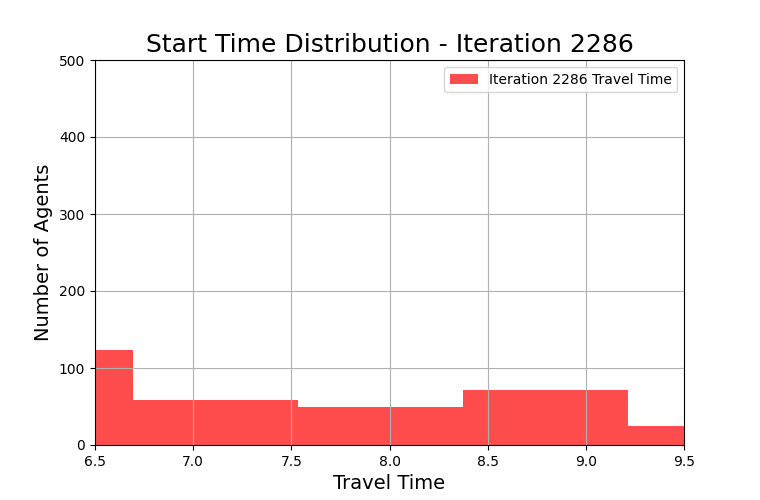 Start Time Distribution - Iteration 2286
Iteration 2286 Travel Time
Number of Agents
500
400
300
200
100
0
6.5 7.0 7.5 8.0 8.5 9.0 9.5
Travel Time